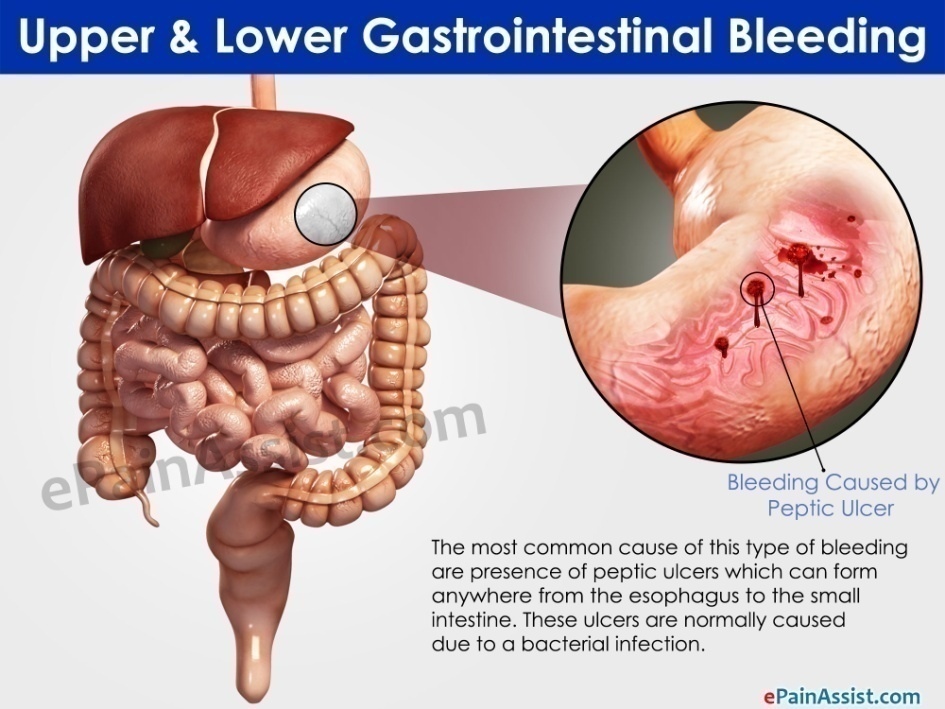 Upper & Lower Gastrointestinal Bleeding
ePainAssist.com
Bleeding Caused by
Peptic Ulcer
The most common cause of this type of bleeding
are presence of peptic ulcers which can form
anywhere from the esophagus to the small
intestine. These ulcers are normally caused
due to a bacterial infection.
ePainAssist.com